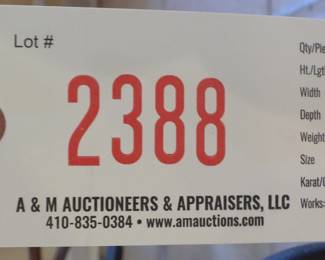 Lot #
2388
A & M AUCTIONEERS & APPRAISERS, LLC
410-835-0384 • www.amauctions.com
Qty/Pie
Ht./Lgt
Width
Depth
Weight
Size
Karat/
Works: